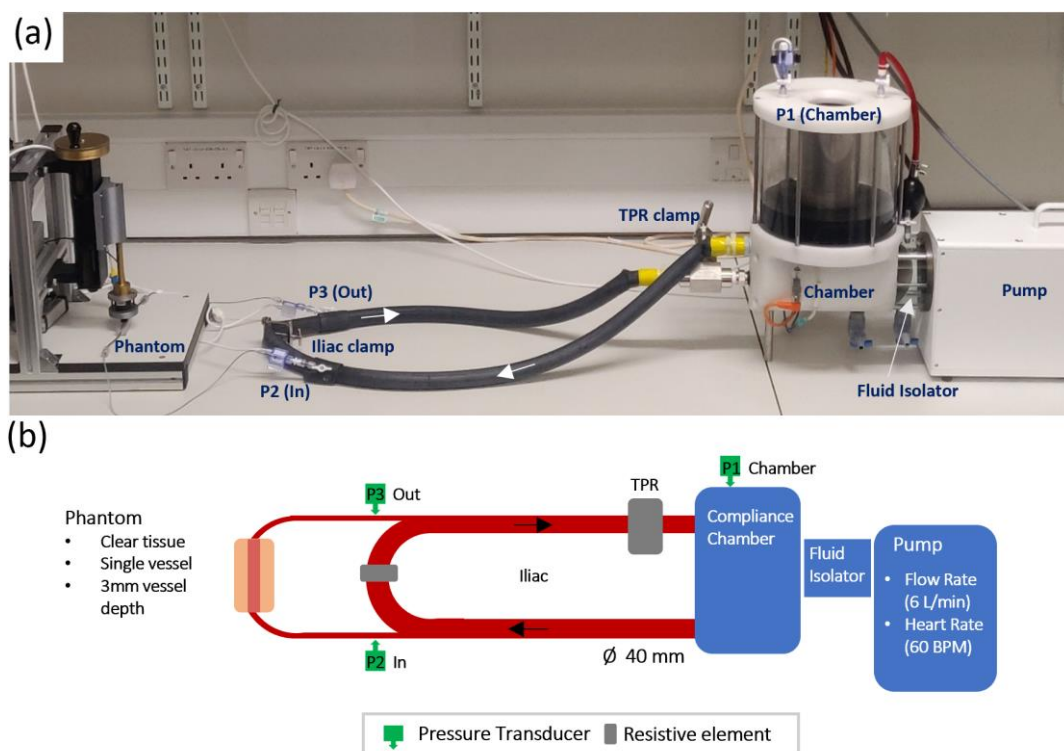 (a)
P1 (Chamber)
TPR clamp
P3 (Out)
Chamber
Pump
Phantom
Iliac clamp
P2 (In)
Fluid Isolator
(b)
P1 Chamber
P3 Out
TPR
Phantom
• Clear tissue
• Single vessel
• 3mm vessel
depth
Compliance
Chamber
Fluid
Isolator
Pump
• Flow Rate
(6 L/min)
• Heart Rate
(60 BPM)
Iliac
P2 In
Ø 40 mm
Pressure Transducer
Resistive element